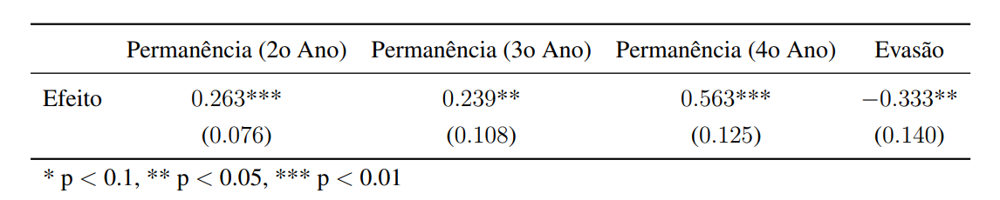 Permanência (2o Ano) Permanência (3o Ano) Permanência (4o Ano) Evasão
Efeito 0.263*** 0.239** 0.563*** −0.333**
(0.076) (0.108) (0.125) (0.140)
* p < 0.1, ** p < 0.05, *** p < 0.01